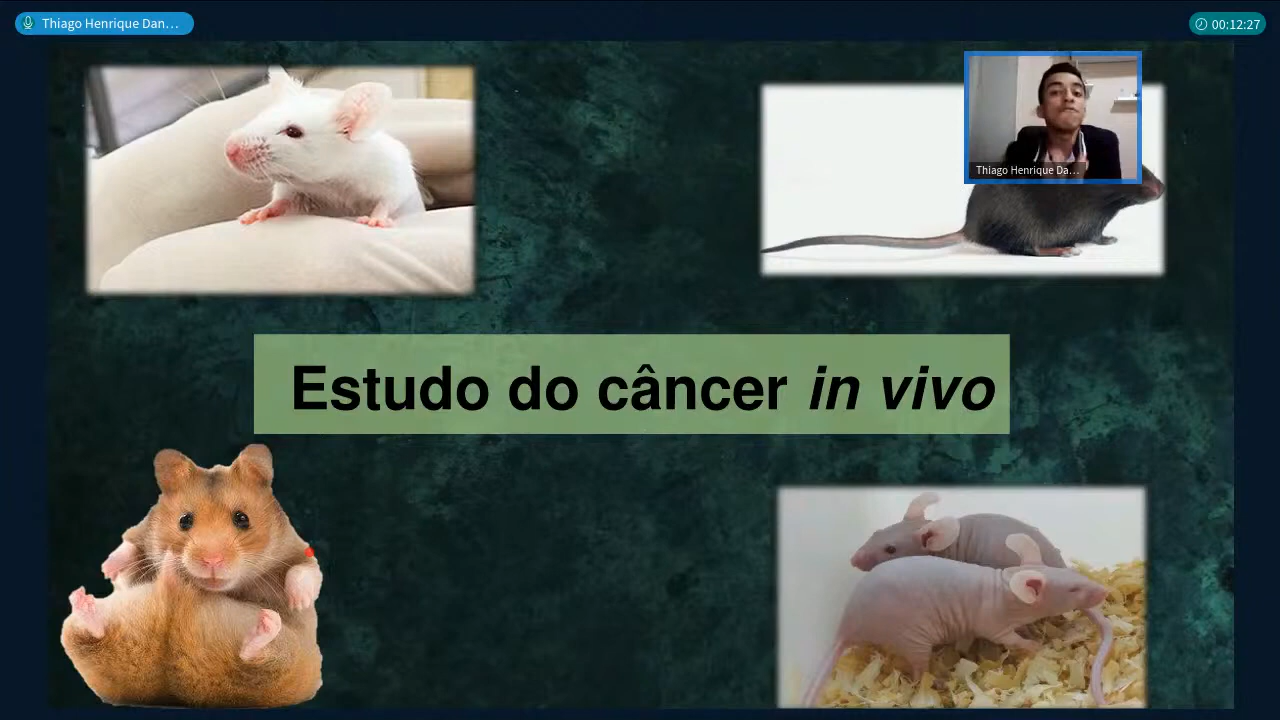 Thiago Henrique Dan…
00:12:27
Thiago Henrique Da…
Estudo do câncer in vivo